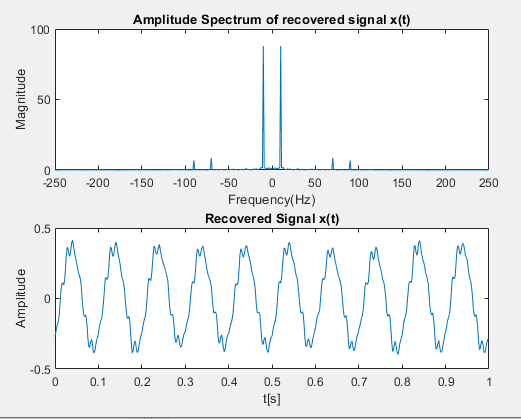 Amplitude Spectrum of recovered signal x(t)
100
50
0
Magnitude
-250 -200 -150 -100 -50 0 50 100 150 200 250
Frequency(Hz)
Recovered Signal x(t)
0.5
0
-0.5
Amplitude
0 0.1 0.2 0.3 0.4 0.5 0.6 0.7 0.8 0.9 1
t[s]